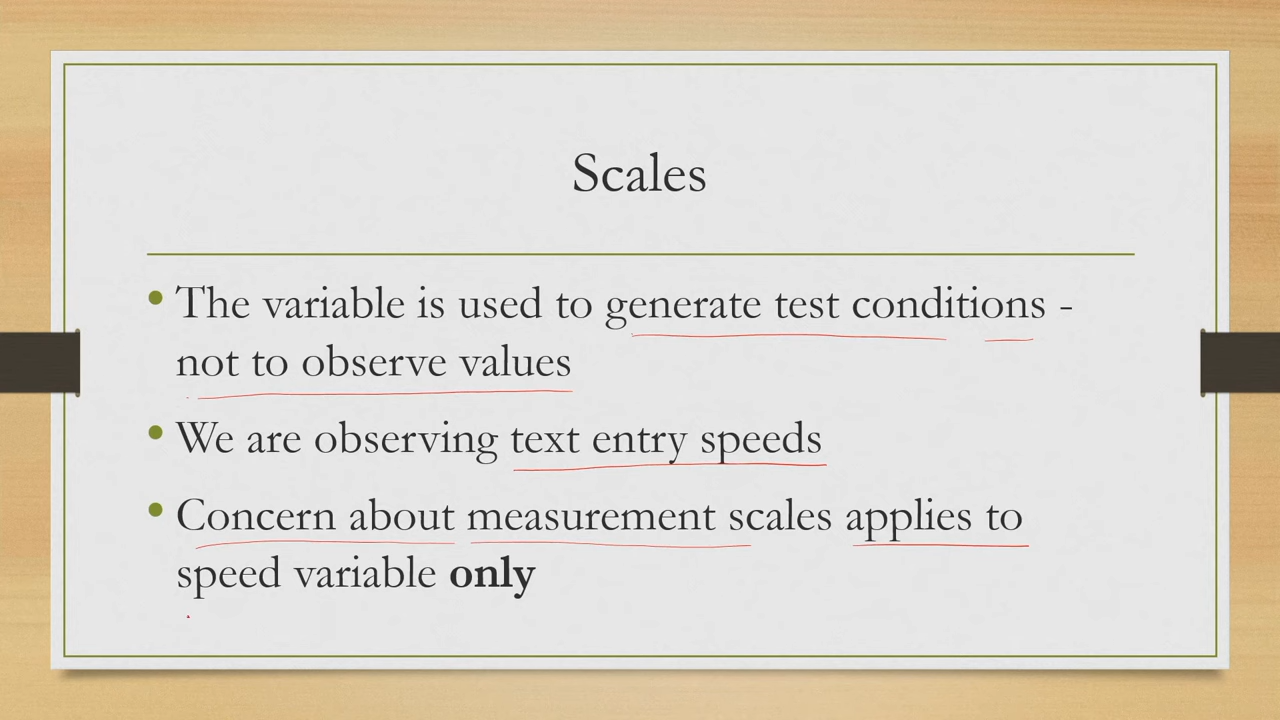 Scales
• The variable is used to generate test conditions -
not to observe values
• We are observing text entry speeds
• Concern about measurement scales applies to
speed variable only